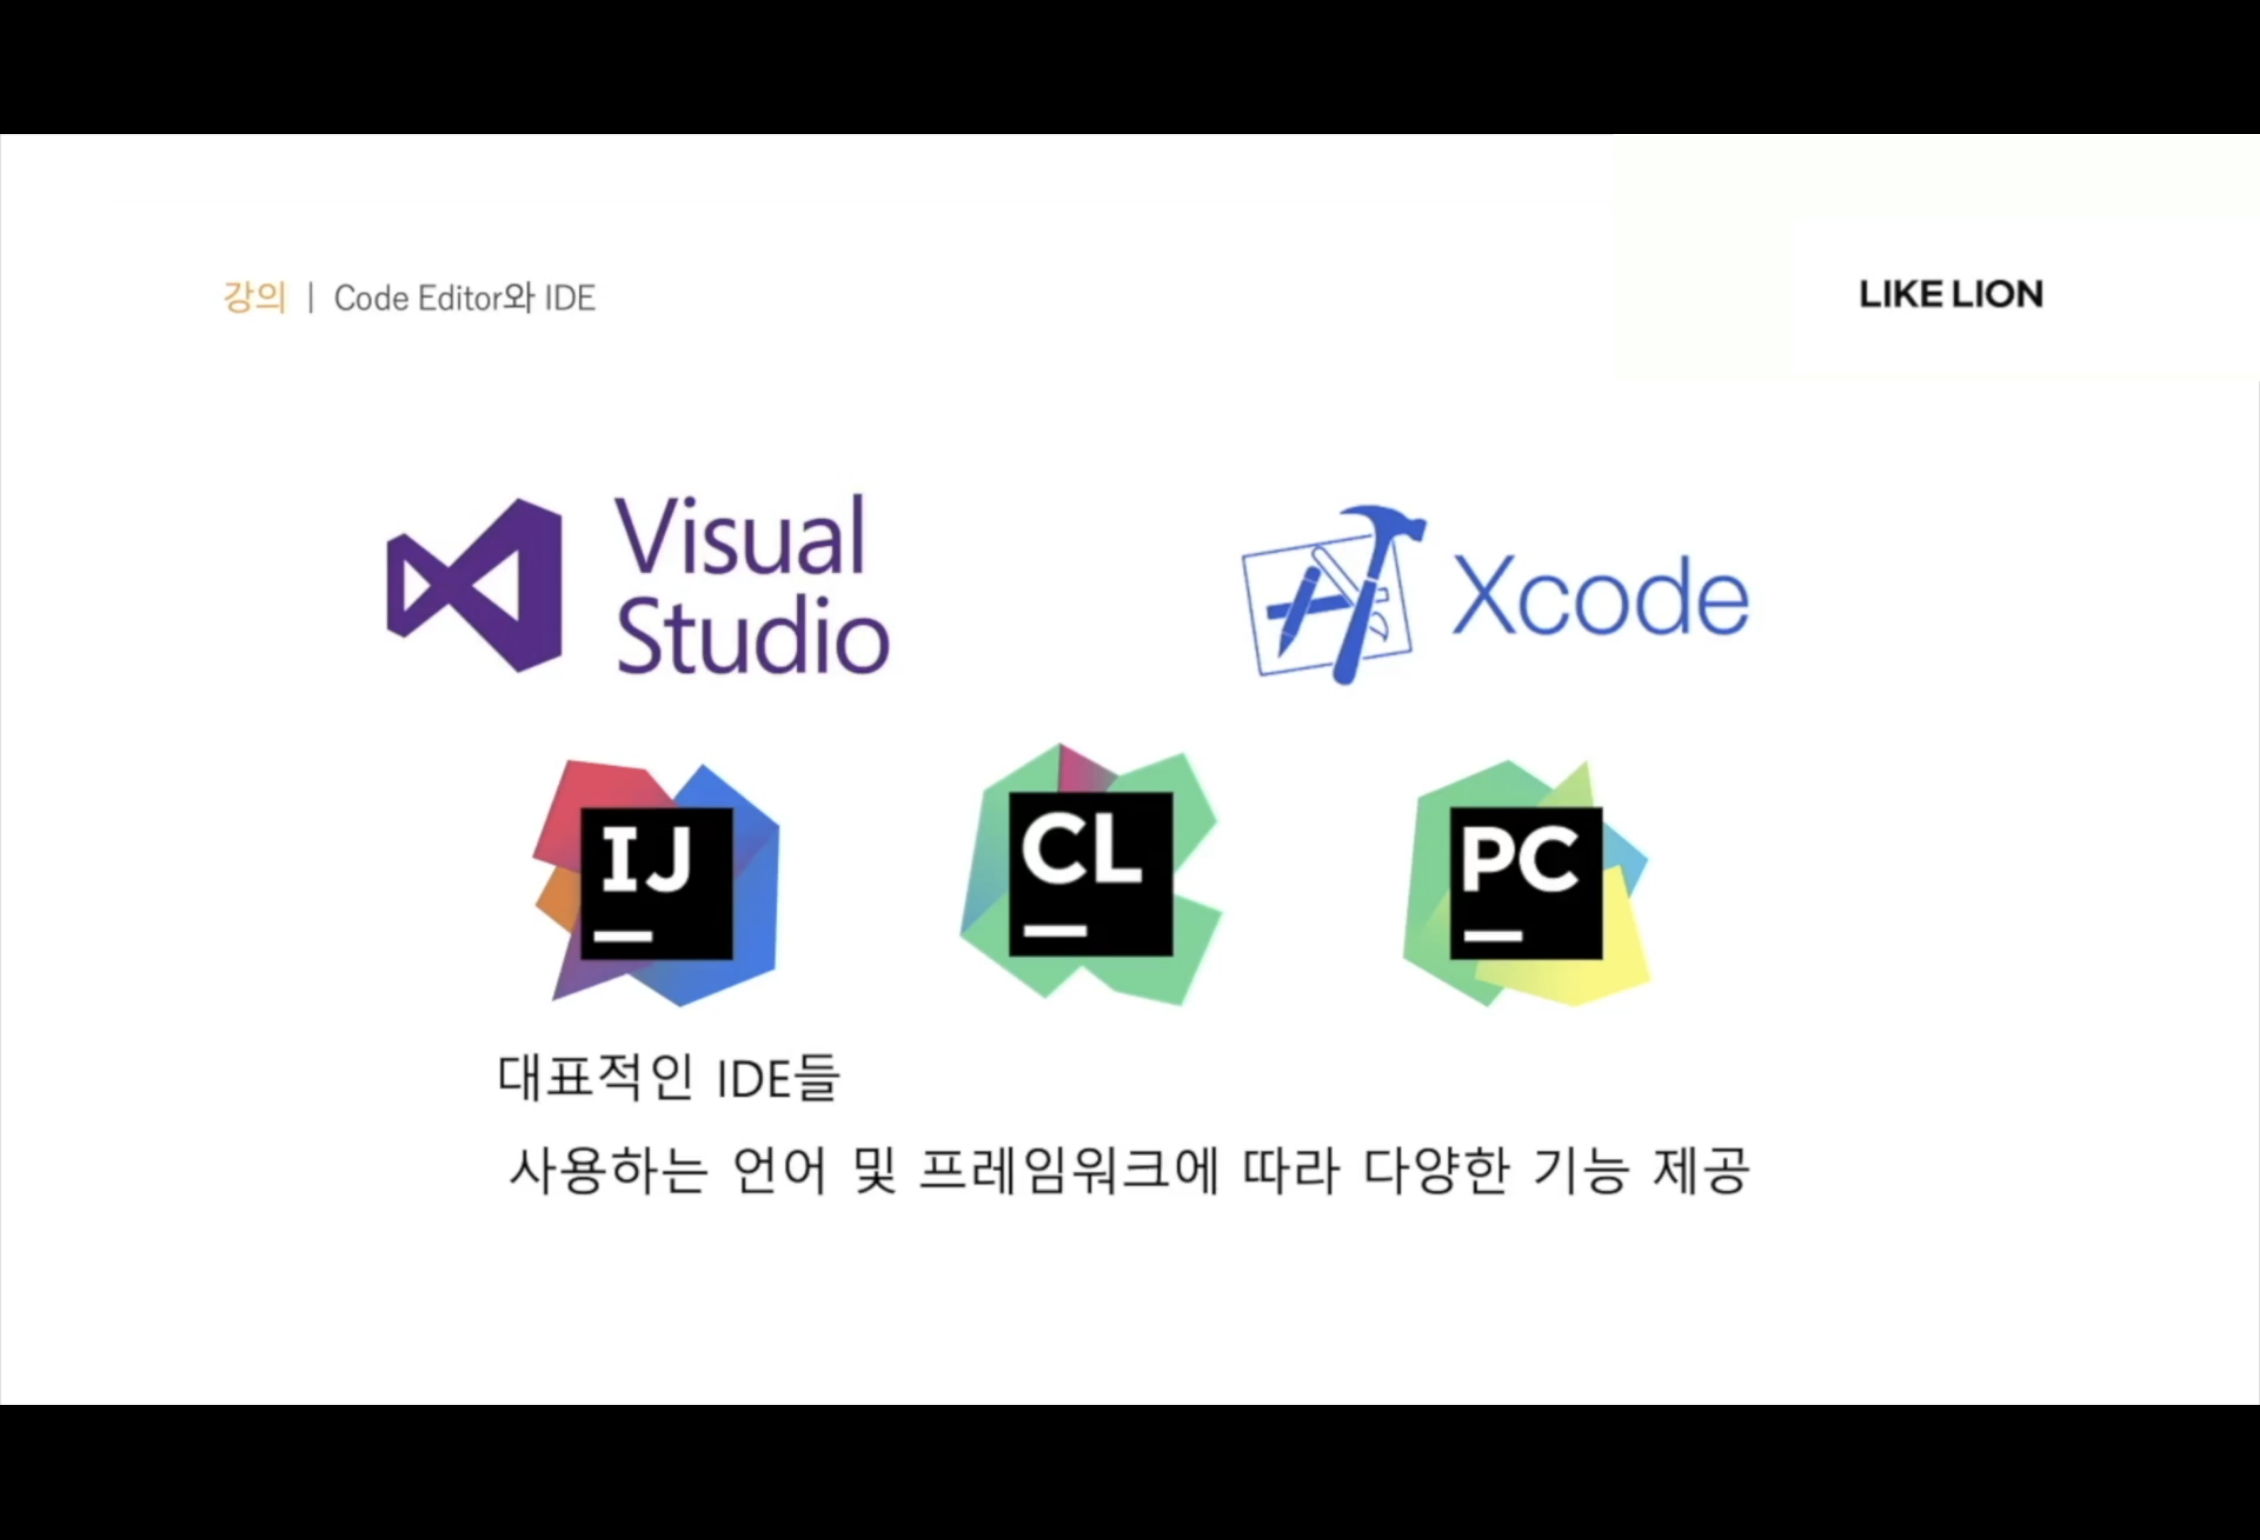 강의 | Code Editor와 IDE
LIKE LION
Visual
Studio
Xcode
IJ
CL
PC
대표적인 IDE들
사용하는 언어 및 프레임워크에 따라 다양한 기능 제공